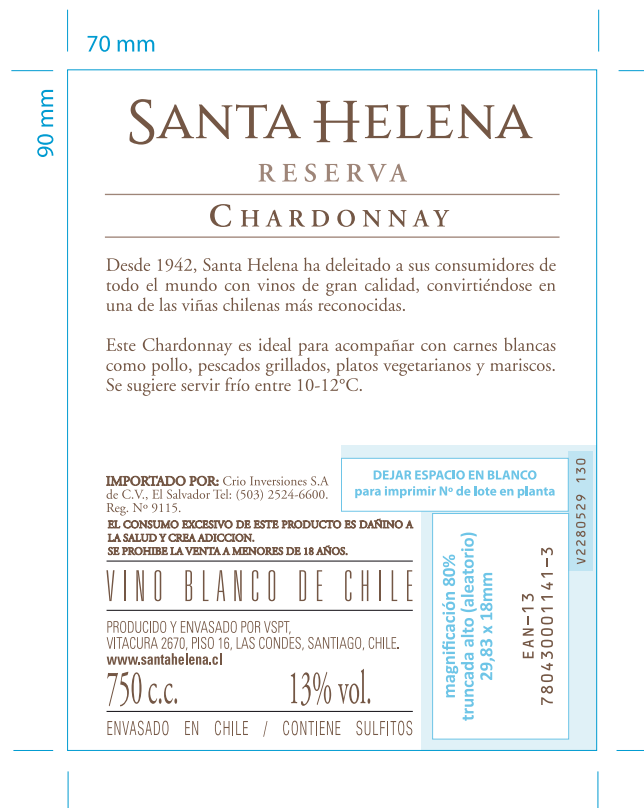 70 mm
90 mm
SANTA HELENA
RESERVA
CHARDONNAY
Desde 1942, Santa Helena ha deleitado a sus consumidores de
todo el mundo con vinos de gran calidad, convirtiéndose en
una de las viñas chilenas más reconocidas.
Este Chardonnay es ideal para acompañar con carnes blancas
como pollo, pescados grillados, platos vegetarianos y mariscos.
Se sugiere servir frío entre 10-12°C.
IMPORTADO POR: Crio Inversiones S.A
de C.V., El Salvador Tel: (503) 2524-6600.
Reg. Nº 9115.
EL CONSUMO EXCESIVO DE ESTE PRODUCTO ES DAÑINO A
LA SALUD Y CREA ADICCION.
SE PROHIBE LA VENTA A MENORES DE 18 AÑOS.
VINO BLANCO DE CHILE
PRODUCIDO Y ENVASADO POR VSPT,
VITACURA 2670, PISO 16, LAS CONDES, SANTIAGO, CHILE.
www.santahelena.cl
750 c.c. 13% vol.
ENVASADO EN CHILE / CONTIENE SULFITOS
DEJAR ESPACIO EN BLANCO
para imprimir Nº de lote en planta
V2280529 130
magnificación 80%
truncada alto (aleatorio)
29,83 x 18mm
EAN-13
7804300001141-3